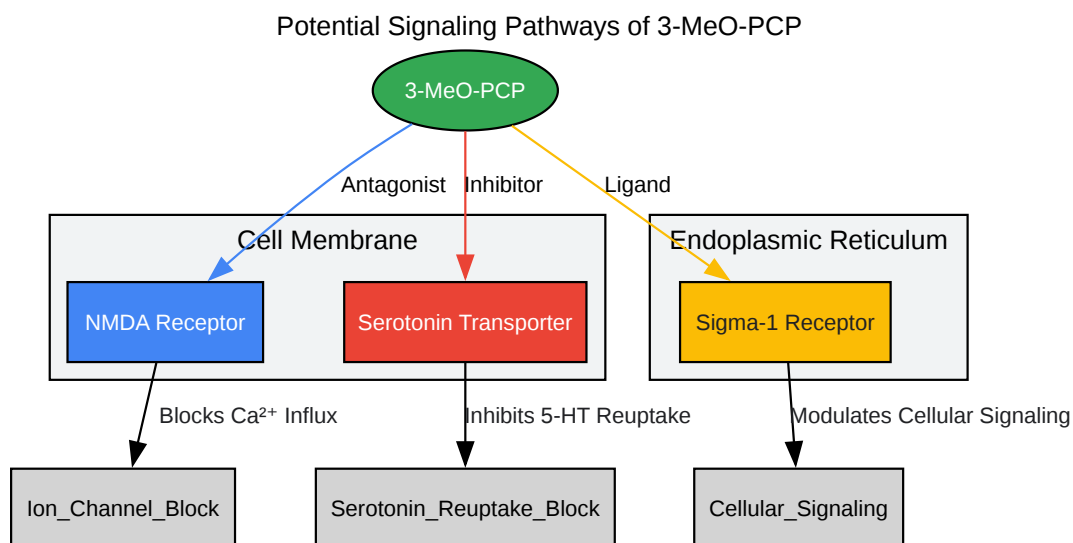 Potential Signaling Pathways of 3-MeO-PCP
3-MeO-PCP
Antagonist
Inhibitor
Ligand
Cell Membrane
Endoplasmic Reticulum
NMDA Receptor
Serotonin Transporter
Sigma-1 Receptor
Blocks Ca²⁺ Influx
Inhibits 5-HT Reuptake
Modulates Cellular Signaling
Ion_Channel_Block
Serotonin_Reuptake_Block
Cellular_Signaling